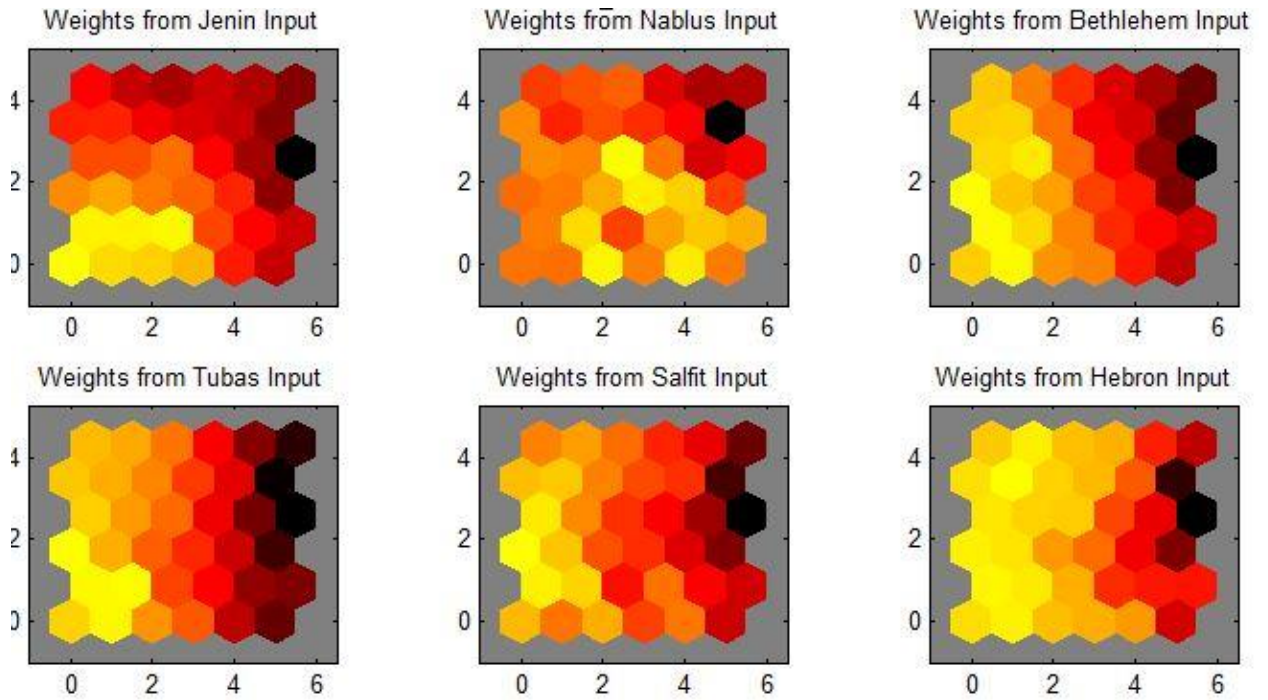 Weights from Jenin Input
4
2
0
0 2 4 6
Weights from Nablus Input
4
2
0
0 2 4 6
Weights from Bethlehem Input
4
2
0
0 2 4 6
Weights from Tubas Input
4
2
0
0 2 4 6
Weights from Salfit Input
4
2
0
0 2 4 6
Weights from Hebron Input
4
2
0
0 2 4 6